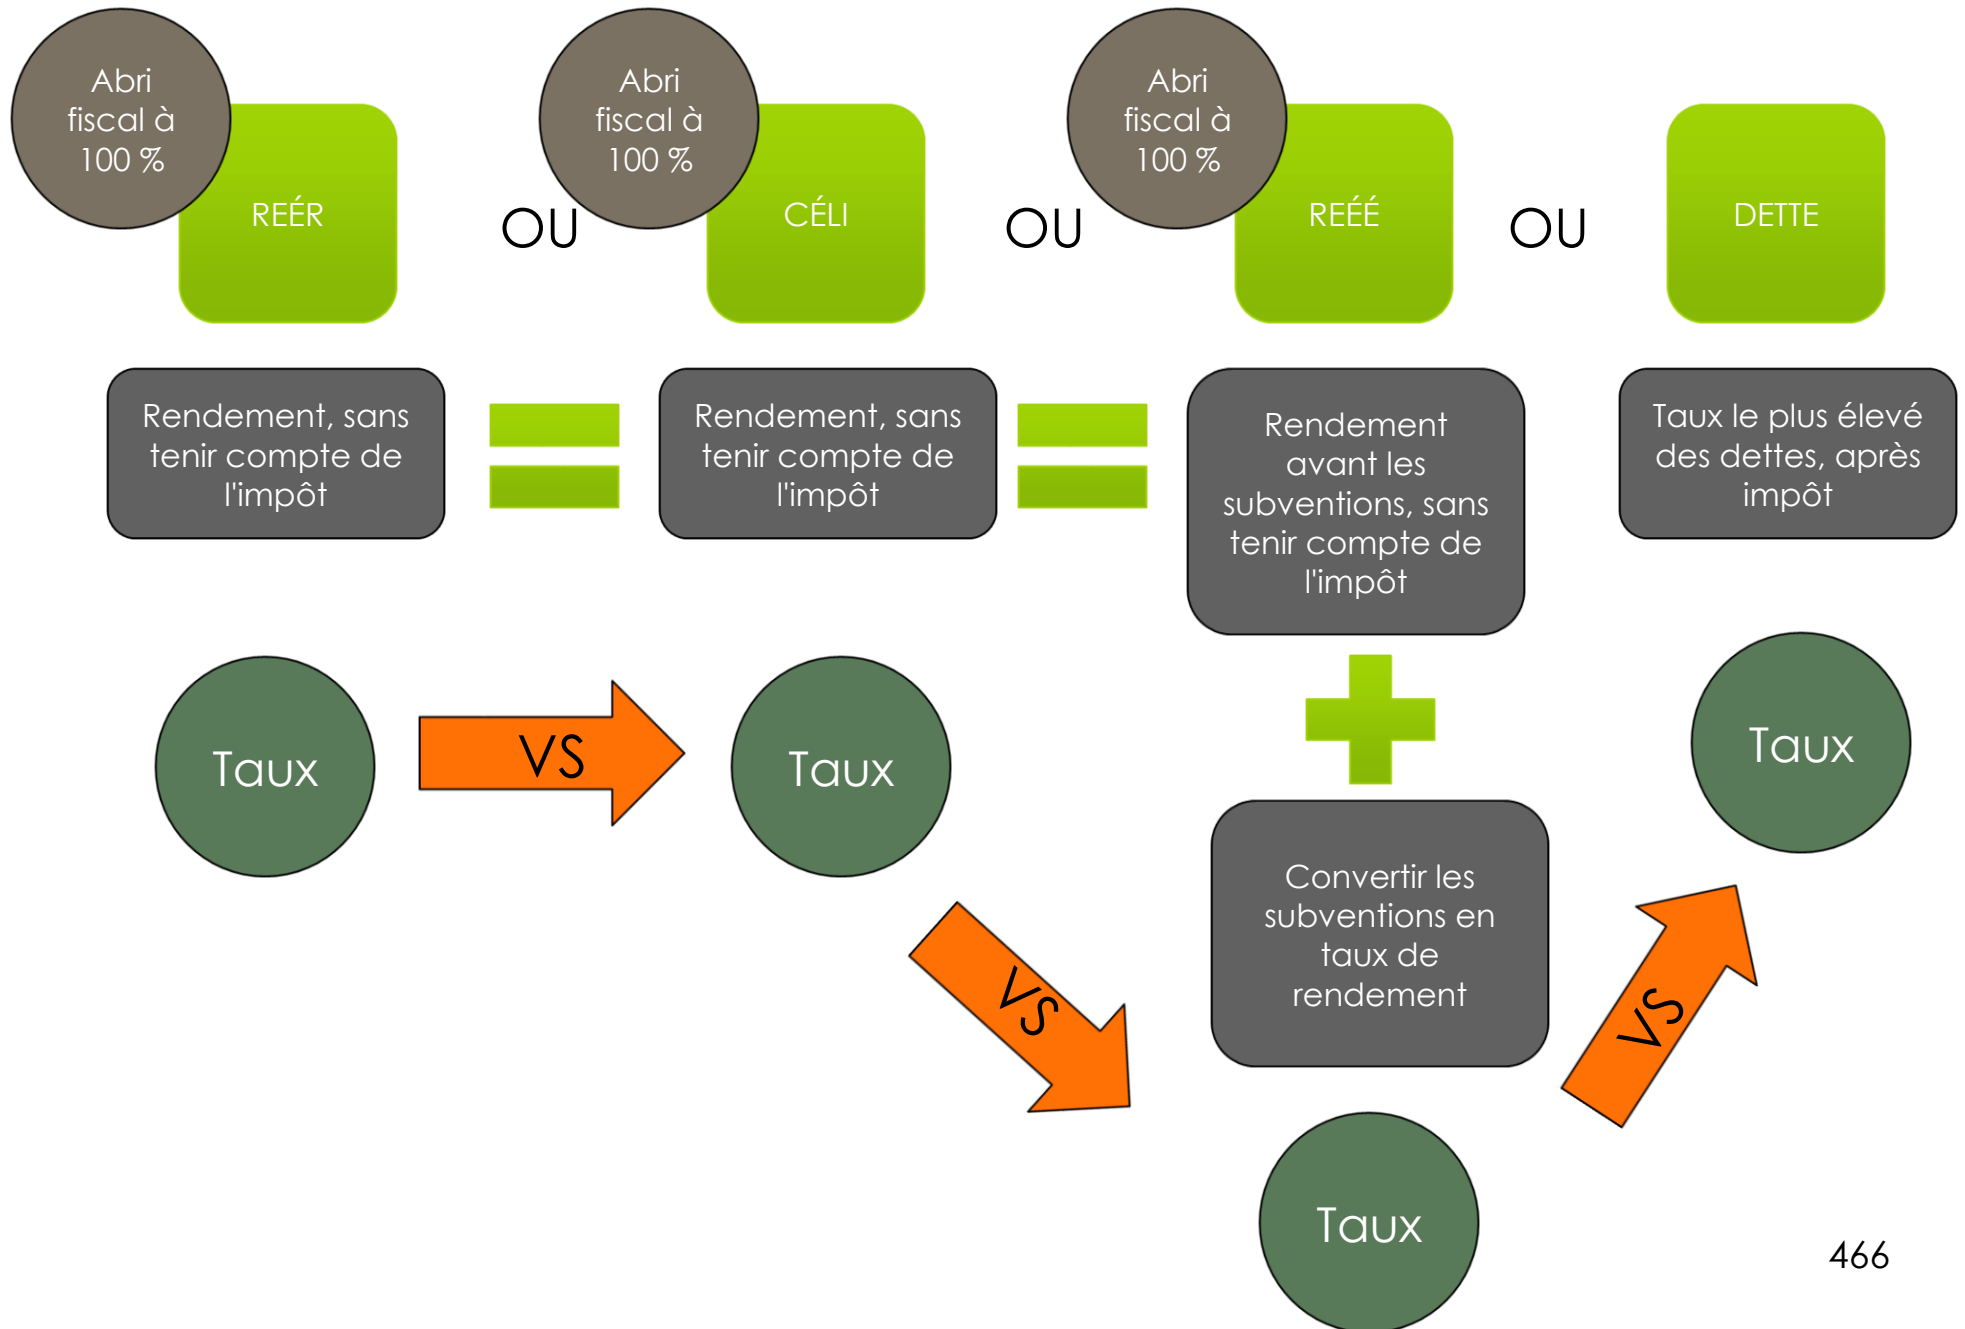 Abri
fiscal à
100 %
REÉR
OU
Abri
fiscal à
100 %
CÉLI
OU
Abri
fiscal à
100 %
REÉÉ
OU
DETTE
Rendement, sans
tenir compte de
l'impôt
Rendement, sans
tenir compte de
l'impôt
Rendement
avant les
subventions, sans
tenir compte de
l'impôt
Taux le plus élevé
des dettes, après
impôt
Taux
VS
Taux
VS
Convertir les
subventions en
taux de
rendement
Taux
VS
Taux
466